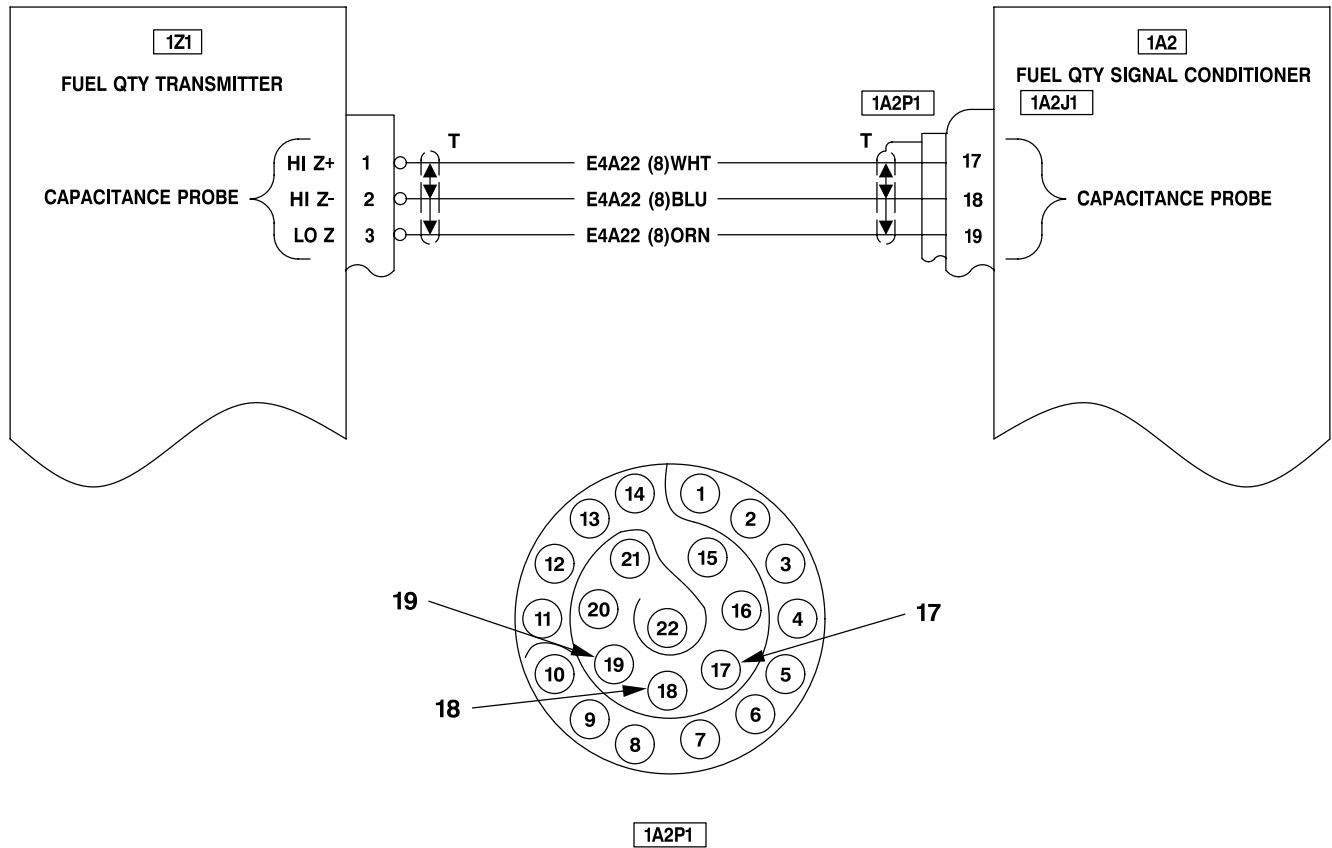 1Z1
FUEL QTY TRANSMITTER
1A2
FUEL QTY SIGNAL CONDITIONER
1A2P1
1A2J1
T
T
CAPACITANCE PROBE
HI Z+
1
E4A22 (8)WHT
17
HI Z-
2
E4A22 (8)BLU
18
LO Z
3
E4A22 (8)ORN
19
CAPACITANCE PROBE
14
1
13
2
21
15
12
3
20
16
11
22
4
19
17
10
18
5
9
6
8
7
19
17
18
1A2P1